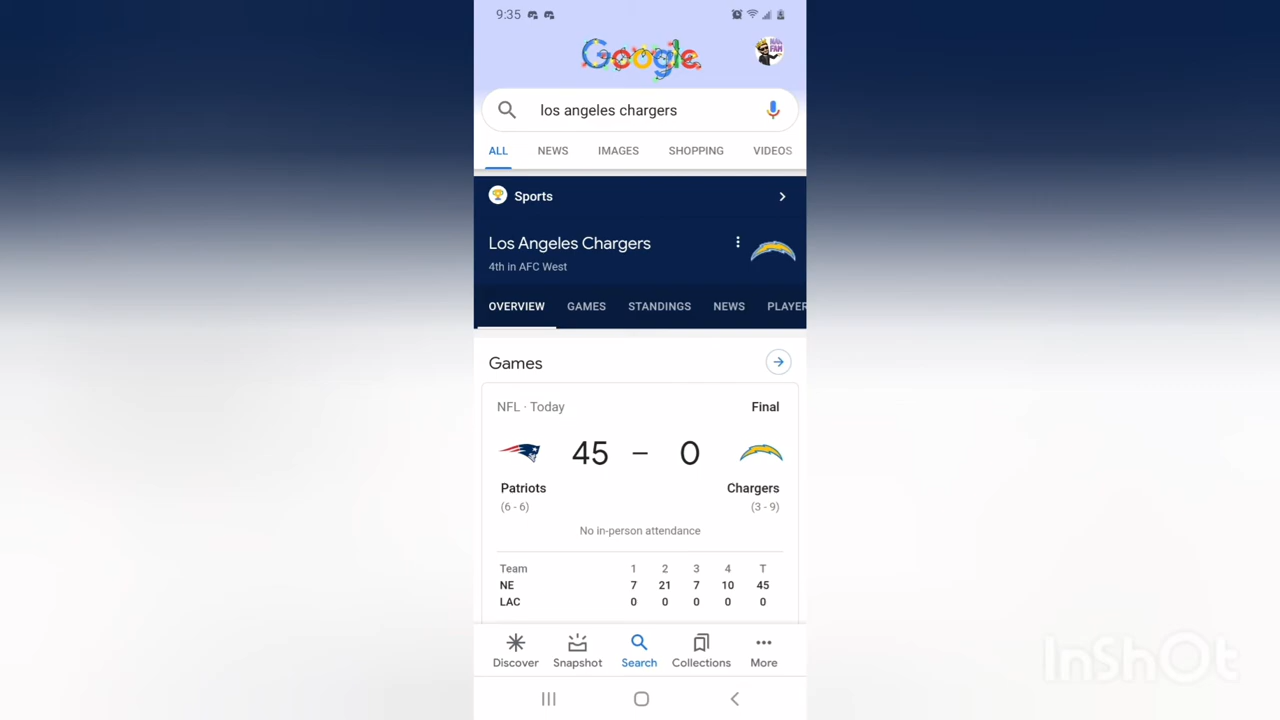 9:35
Google
los angeles chargers
ALL NEWS IMAGES SHOPPING VIDEOS
Sports
Los Angeles Chargers
4th in AFC West
OVERVIEW GAMES STANDINGS NEWS PLAYER
Games
NFL · Today Final
45 – 0
Patriots Chargers
(6 - 6) (3 - 9)
No in-person attendance
Team 1 2 3 4 T
NE 7 21 7 10 45
LAC 0 0 0 0 0
Discover Snapshot Search Collections More
InShOt